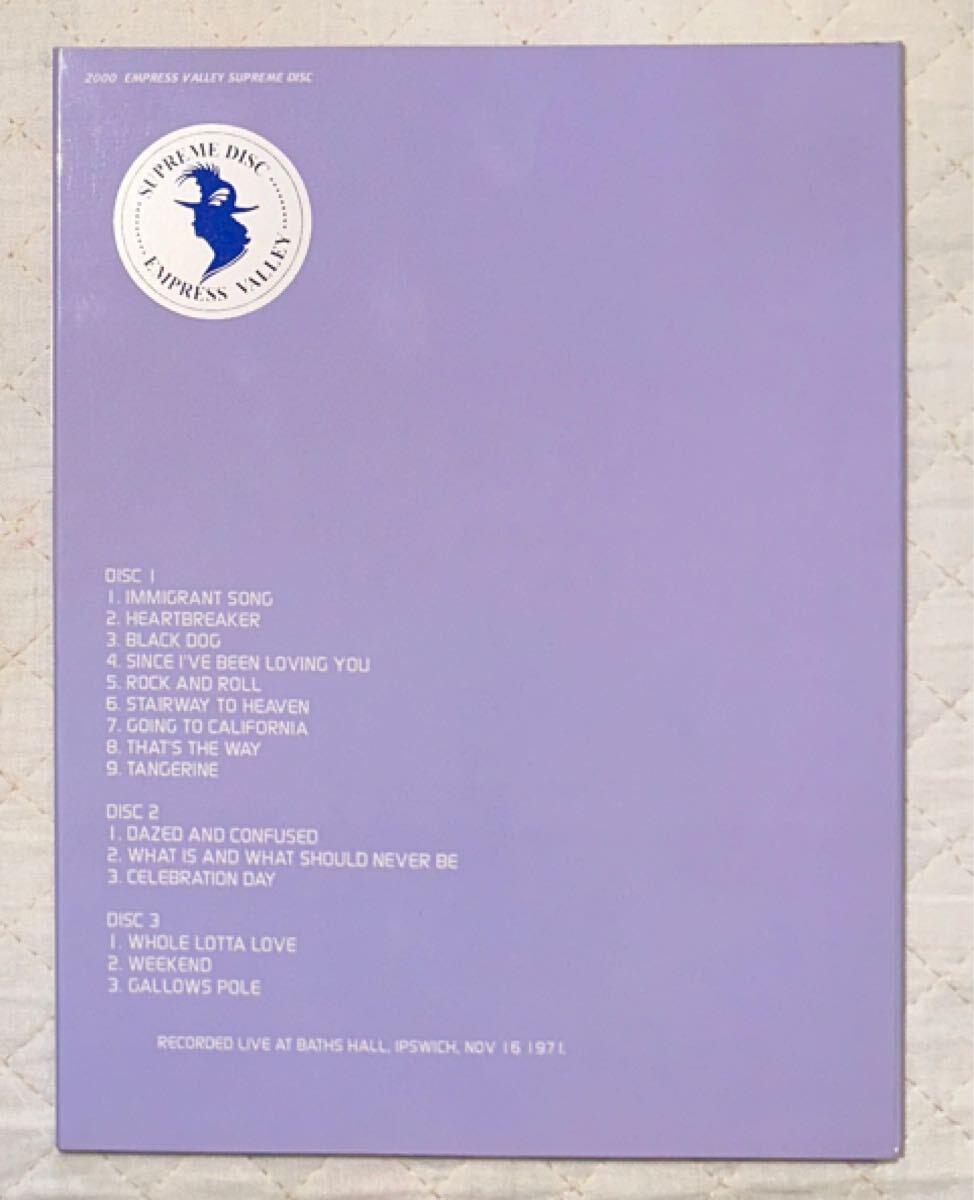 2000 EMPRESS VALLEY SUPREME DISC
SUPREME DISC
EMPRESS VALLEY
DISC 1
1. IMMIGRANT SONG
2. HEARTBREAKER
3. BLACK DOG
4. SINCE I'VE BEEN LOVING YOU
5. ROCK AND ROLL
6. STAIRWAY TO HEAVEN
7. GOING TO CALIFORNIA
8. THAT'S THE WAY
9. TANGERINE
DISC 2
1. DAZED AND CONFUSED
2. WHAT IS AND WHAT SHOULD NEVER BE
3. CELEBRATION DAY
DISC 3
1. WHOLE LOTTA LOVE
2. WEEKEND
3. GALLOWS POLE
RECORDED LIVE AT BATHS HALL, IPSWICH, NOV 16 1971.